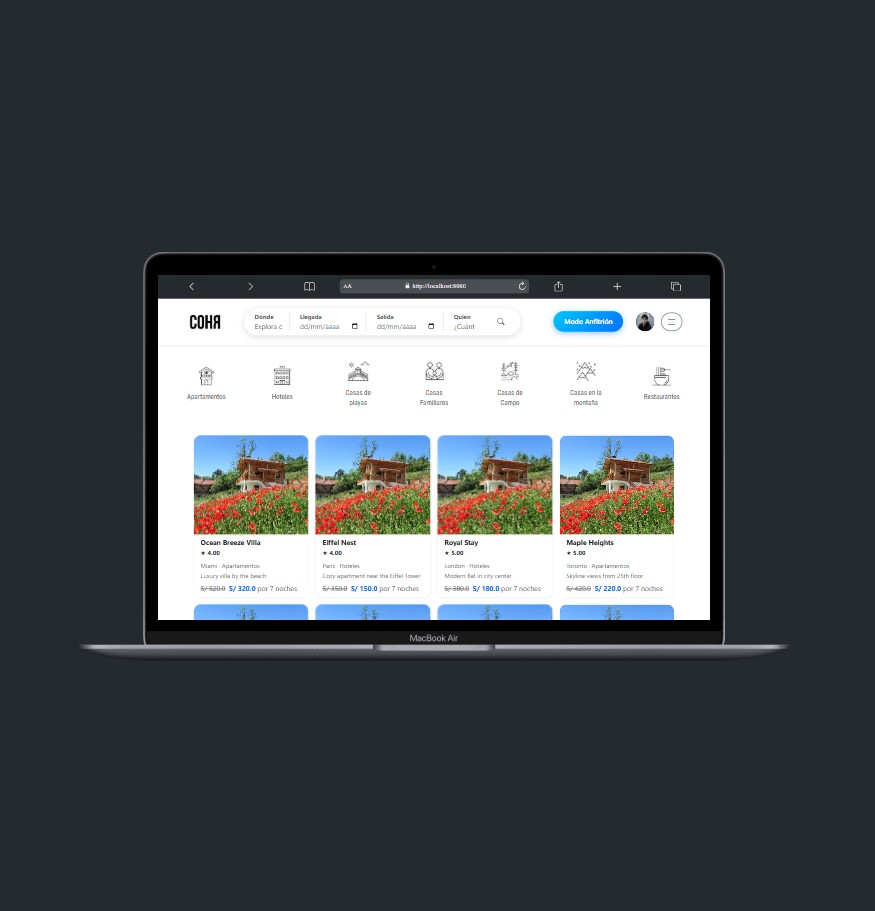 AA
http://localhost:8080
COHЯ
Dónde
Explora d
Llegada
dd/mm/aaaa
Salida
dd/mm/aaaa
Quién
¿Cuánt
Modo Anfitrión
Apartamentos
Hoteles
Casas de
playas
Casas
Familiares
Casas de
Campo
Casas en la
montaña
Restaurantes
Ocean Breeze Villa
★ 4.00
Miami · Apartamentos
Luxury villa by the beach
S/ 520.0 S/ 320.0 por 7 noches
Eiffel Nest
★ 4.00
Paris · Hoteles
Cozy apartment near the Eiffel Tower
S/ 350.0 S/ 150.0 por 7 noches
Royal Stay
★ 5.00
London · Hoteles
Modern flat in city center
S/ 380.0 S/ 180.0 por 7 noches
Maple Heights
★ 5.00
Toronto · Apartamentos
Skyline views from 25th floor
S/ 420.0 S/ 220.0 por 7 noches
MacBook Air